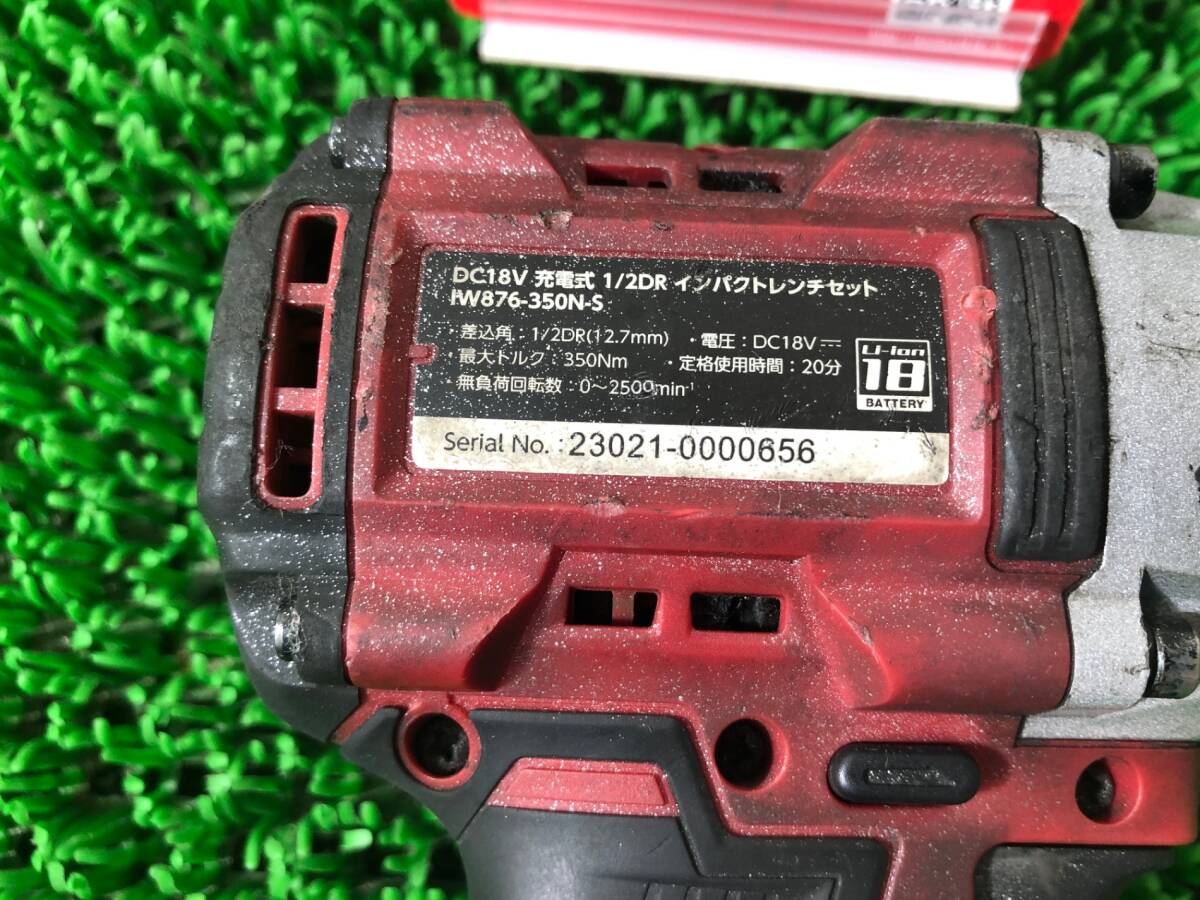 DC18V 充電式 1/2DR インパクトレンチセット
IW876-350N-S
・差込角：1/2DR(12.7mm) ・電圧：DC18V⎓
・最大トルク：350Nm ・定格使用時間：20分
・無負荷回転数：0～2500min⁻¹
Li-ion
18
BATTERY
Serial No. : 23021-0000656